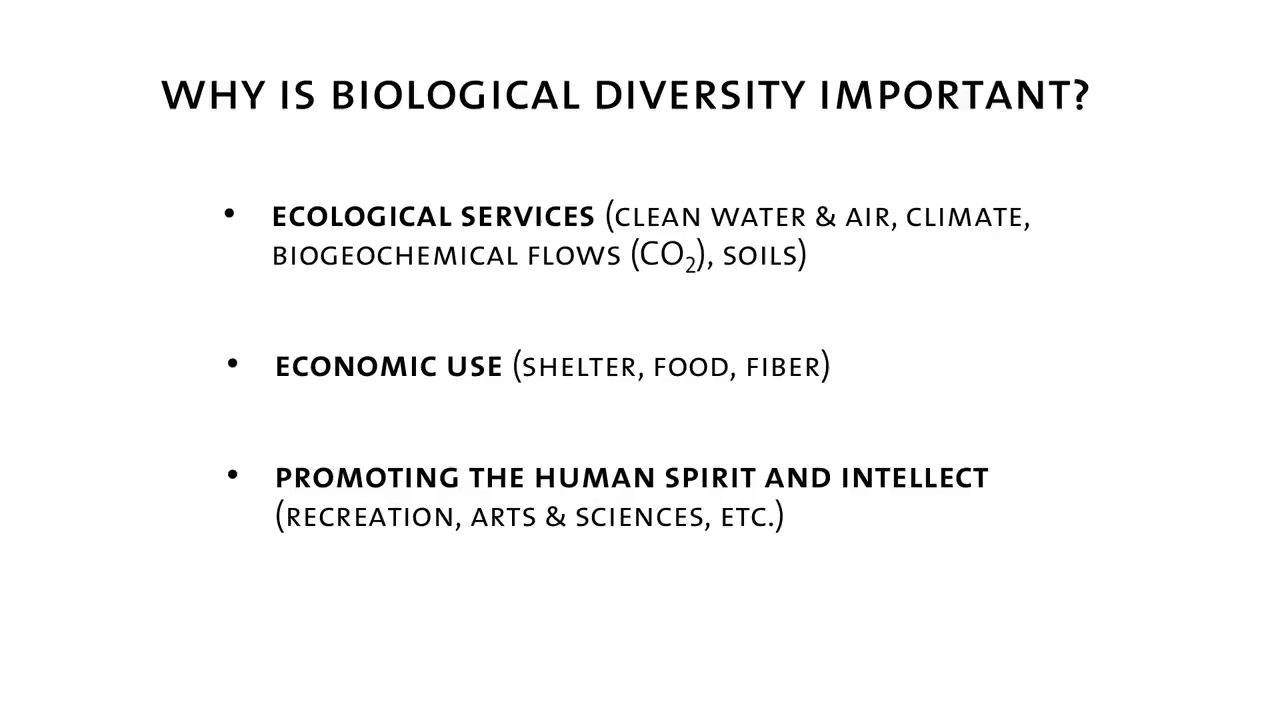 WHY IS BIOLOGICAL DIVERSITY IMPORTANT?
• ECOLOGICAL SERVICES (CLEAN WATER & AIR, CLIMATE,
BIOGEOCHEMICAL FLOWS (CO₂), SOILS)
• ECONOMIC USE (SHELTER, FOOD, FIBER)
• PROMOTING THE HUMAN SPIRIT AND INTELLECT
(RECREATION, ARTS & SCIENCES, ETC.)